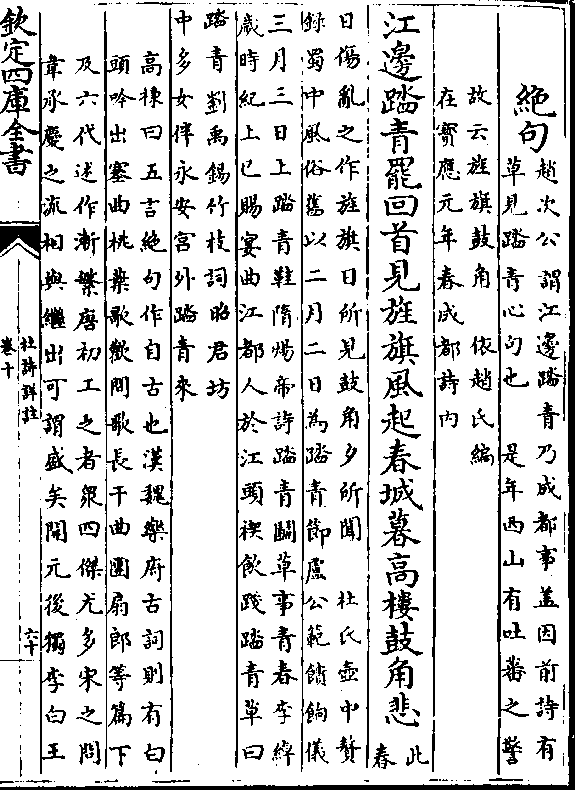 絶句趙次公謂江邊踏青乃成都事蓋因前詩有
草見踏青心句也 是年西山有吐蕃之警
故云旌旗鼓角 依趙氏編
在寳應元年春成都詩內
江邊踏青罷回首見旌旗風起春城暮高樓鼓角悲此
春
日傷亂之作旌旗日所見鼓角夕所聞 杜氏壺中贅
録蜀中風俗舊以二月二日為踏青節盧公範饋餉儀
三月三日上踏青鞋隋煬帝詩踏青鬭草事青春李綽
歲時紀上巳賜宴曲江都人於江頭禊飲踐踏青草曰
踏青劉禹錫竹枝詞昭君坊
中多女伴永安宮外踏青來
高棅曰五言絶句作自古也漢魏樂府古詞則有白
頭吟出塞曲桃葉歌歡問歌長干曲團扇郎等篇下
及六代述作漸繁唐初工之者衆四傑尤多宋之問
韋承慶之流相與繼出可謂盛矣開元後獨李白王
欽定四庫全書
杜詩詳註
卷十
六十